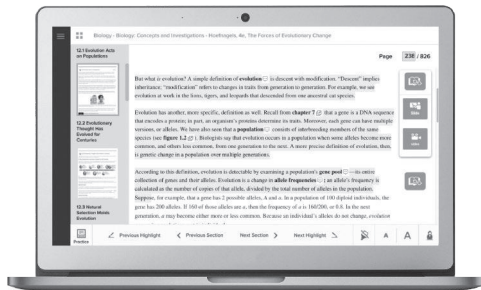 Biology - Biology: Concepts and Investigations - Hoefnagels, 4e, The Forces of Evolutionary Change
12.1 Evolution Acts
on Populations
12.2 Evolutionary
Thought Has
Evolved for
Centuries
12.3 Natural
Selection Molds
Evolution
Page 238 / 826
But what is evolution? A simple definition of evolution is descent with modification. "Descent" implies
inheritance; "modification" refers to changes in traits from generation to generation. For example, we see
evolution at work in the lions, tigers, and leopards that descended from one ancestral cat species.
Evolution has another, more specific, definition as well. Recall from chapter 7 that a gene is a DNA sequence
that encodes a protein; in part, an organism's proteins determine its traits. Moreover, each gene can have multiple
versions, or alleles. We have also seen that a population consists of interbreeding members of the same
species (see figure 1.2). Biologists say that evolution occurs in a population when some alleles become more
common, and others less common, from one generation to the next. A more precise definition of evolution, then,
is genetic change in a population over multiple generations.
According to this definition, evolution is detectable by examining a population's gene pool —its entire
collection of genes and their alleles. Evolution is a change in allele frequencies; an allele's frequency is
calculated as the number of copies of that allele, divided by the total number of alleles in the population.
Suppose, for example, that a gene has 2 possible alleles, A and a. In a population of 100 diploid individuals, the
gene has 200 alleles. If 160 of those alleles are a, then the frequency of a is 160/200, or 0.8. In the next
generation, a may become either more or less common. Because an individual's alleles do not change, evolution
Practice
Previous Highlight
Previous Section
Next Section
Next Highlight
A
A